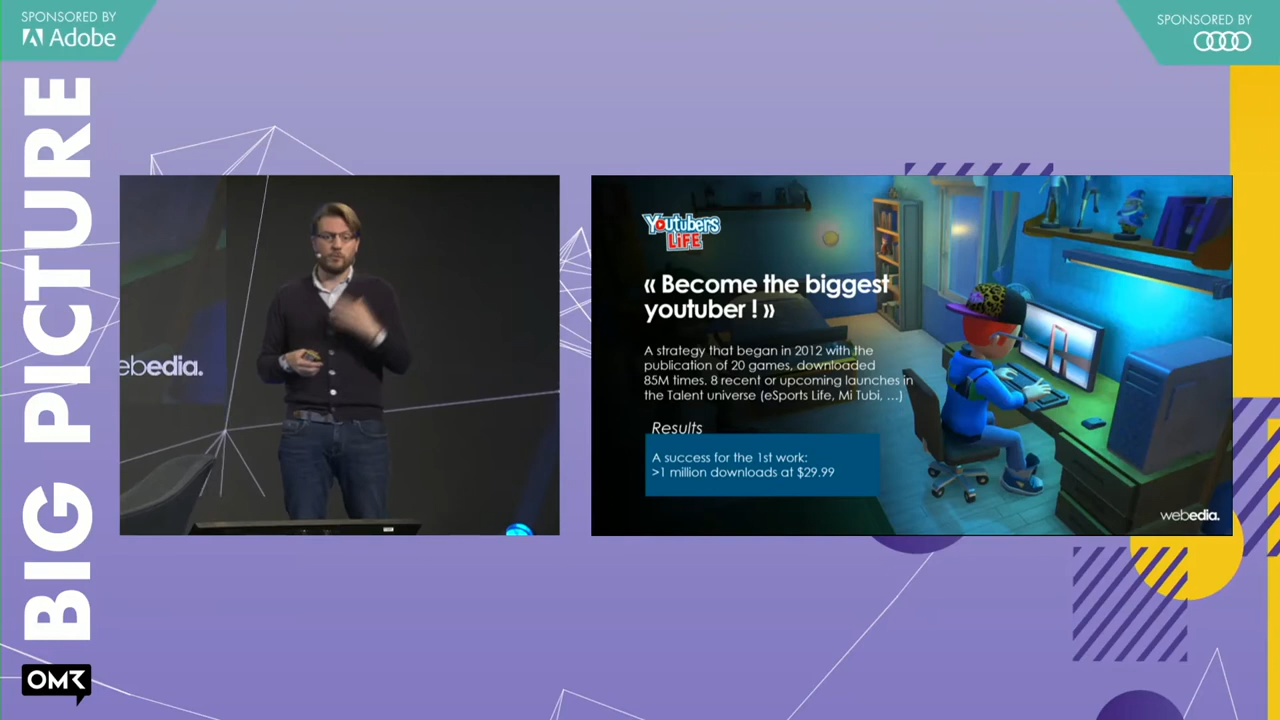 SPONSORED BY
Adobe
SPONSORED BY
BIG PICTURE
OMR
ebedia.
Youtubers
LiFE
« Become the biggest
youtuber ! »
A strategy that began in 2012 with the
publication of 20 games, downloaded
85M times. 8 recent or upcoming launches in
the Talent universe (eSports Life, Mi Tubi, ...)
Results
A success for the 1st work:
>1 million downloads at $29.99
webedia.